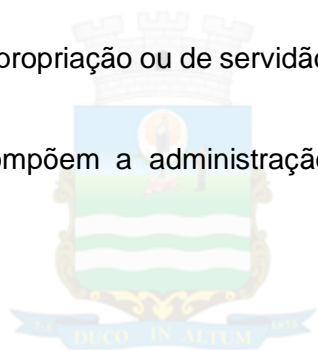 propriação ou de servidão
ompõem a administração
DUCO IN ALTUM